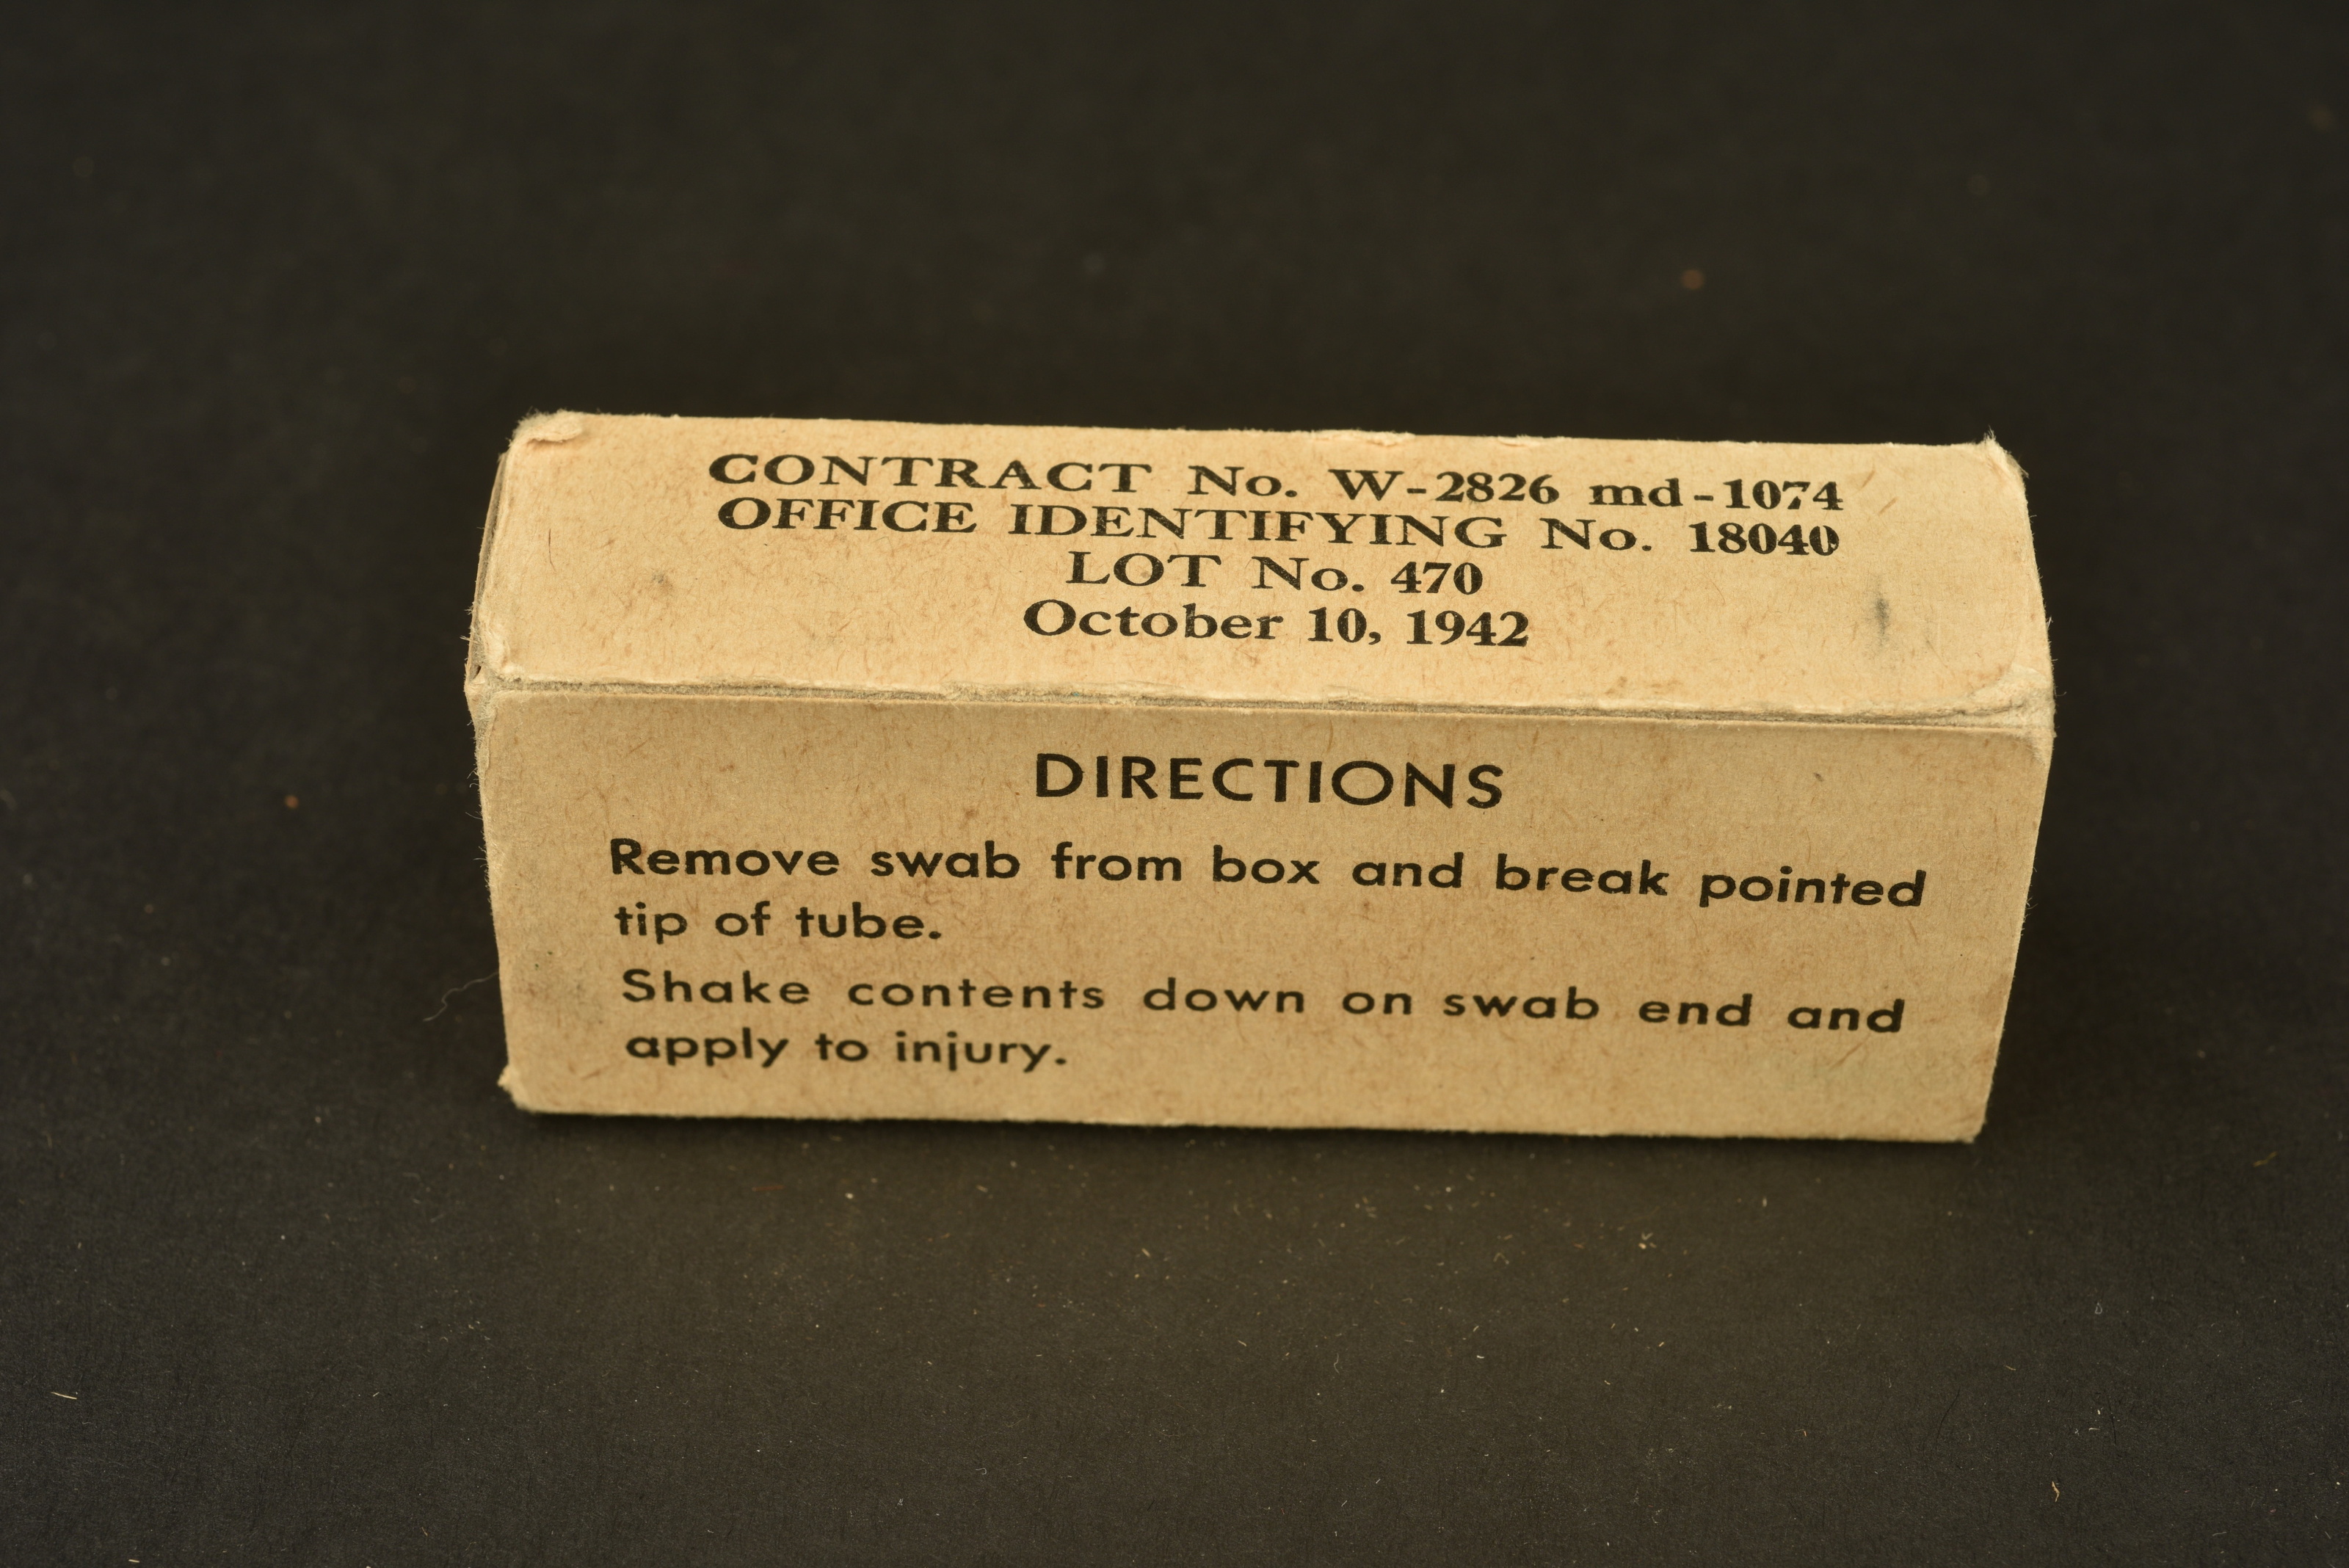 CONTRACT No. W-2826 md-1074
OFFICE IDENTIFYING No. 18040
LOT No. 470
October 10, 1942
DIRECTIONS
Remove swab from box and break pointed
tip of tube.
Shake contents down on swab end and
apply to injury.